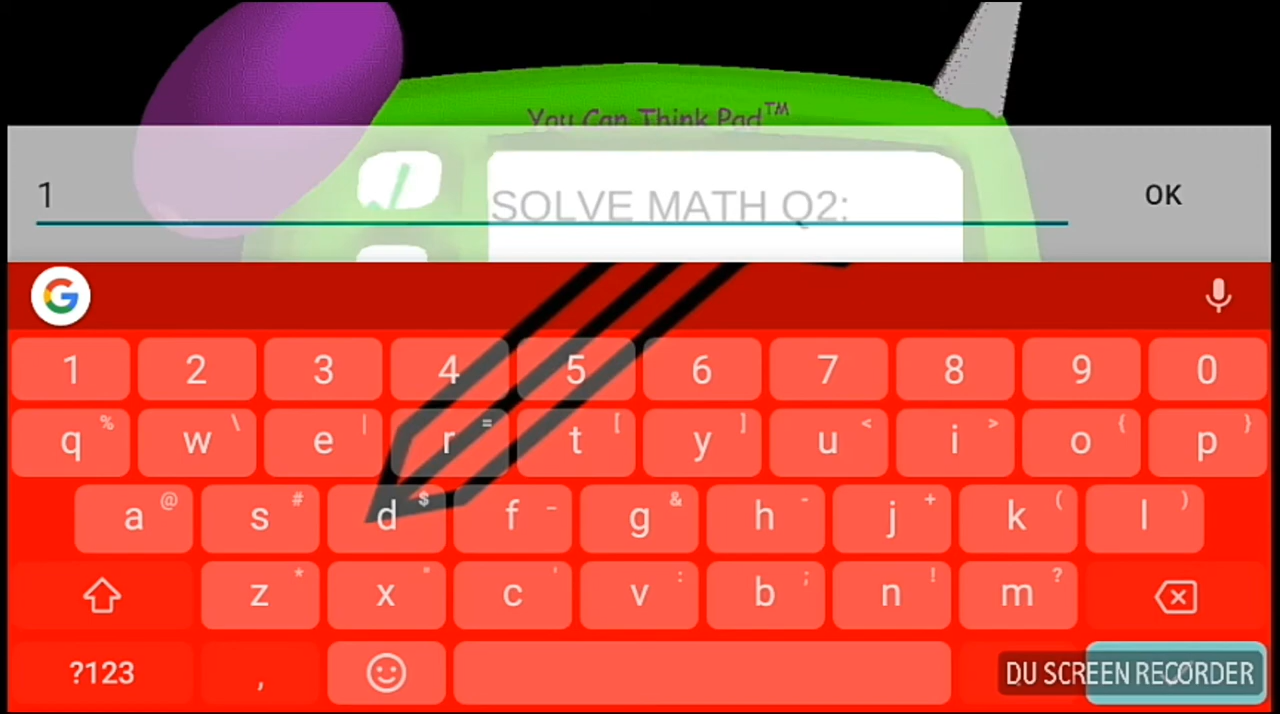 You Can Think Pad™
1
SOLVE MATH Q2:
OK
G
1 2 3 4 5 6 7 8 9 0
q % w \ e | r = t [ y ] u < i > o { p }
a @ s # d $ f _ g & h - j + k ( l )
z * x " c ' v : b ; n ! m ?
?123 ,
DU SCREEN RECORDER